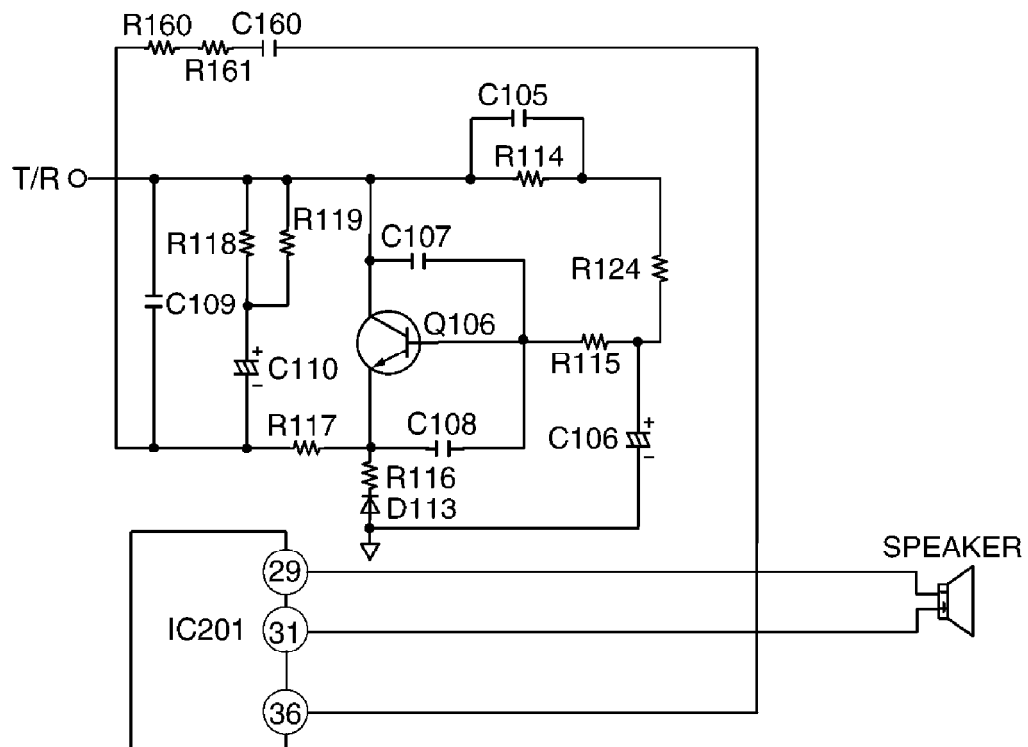 R160
C160
R161
C105
R114
T/R
R119
R118
C107
R124
C109
Q106
R115
C110
R117
C108
C106
R116
D113
SPEAKER
29
IC201
31
36